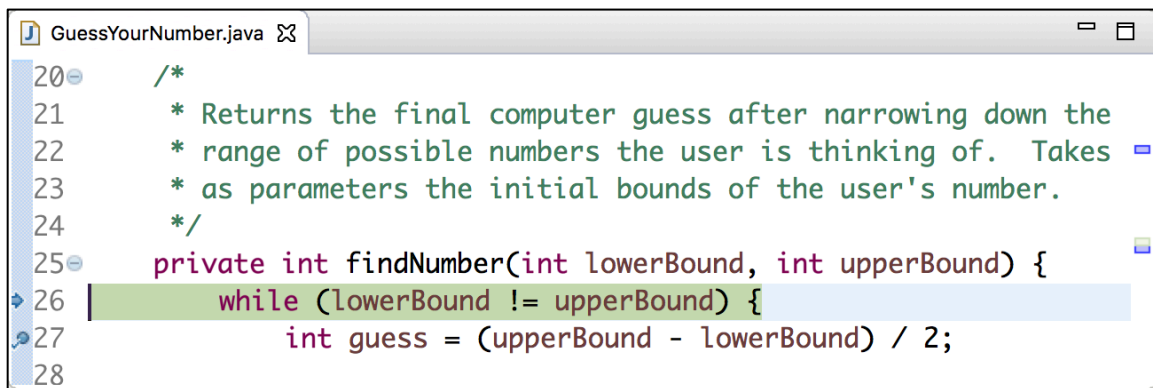 GuessYourNumber.java
20 /*
21 * Returns the final computer guess after narrowing down the
22 * range of possible numbers the user is thinking of.  Takes
23 * as parameters the initial bounds of the user's number.
24 */
25 private int findNumber(int lowerBound, int upperBound) {
26 while (lowerBound != upperBound) {
27 int guess = (upperBound - lowerBound) / 2;
28